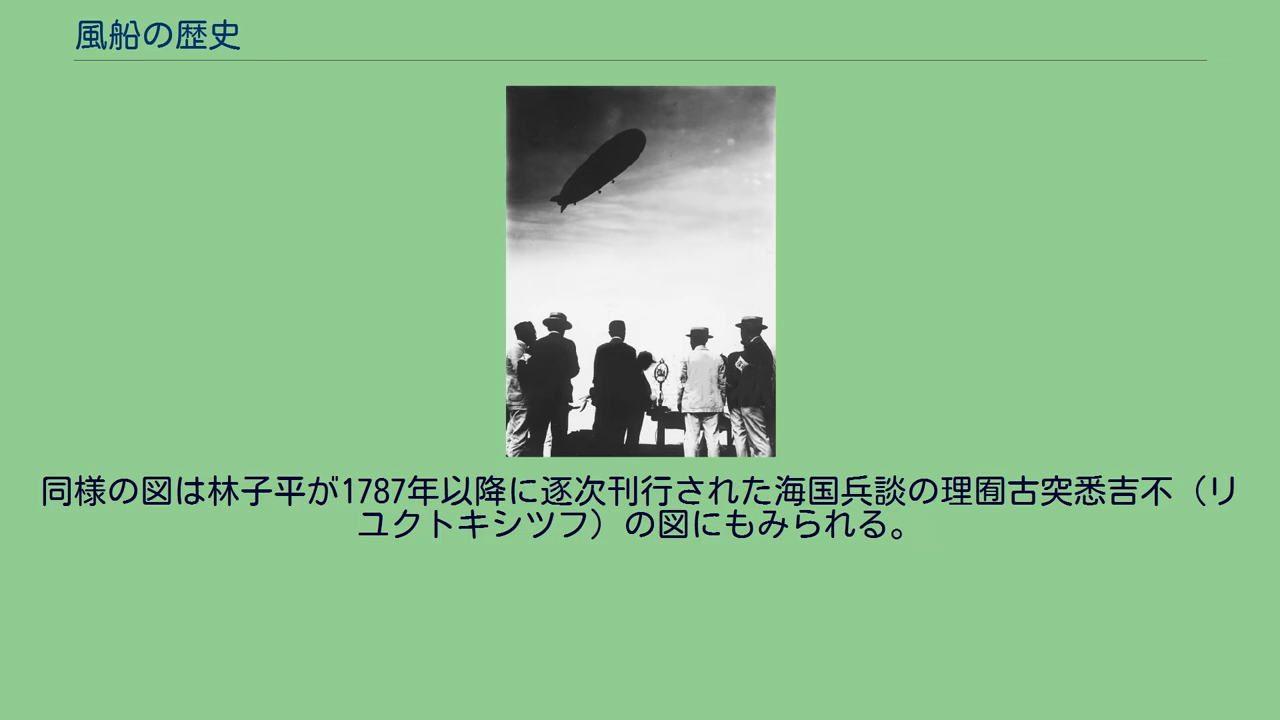 風船の歴史
同様の図は林子平が1787年以降に逐次刊行された海国兵談の理囿古突悉吉不（リ
ユクトキシツフ）の図にもみられる。